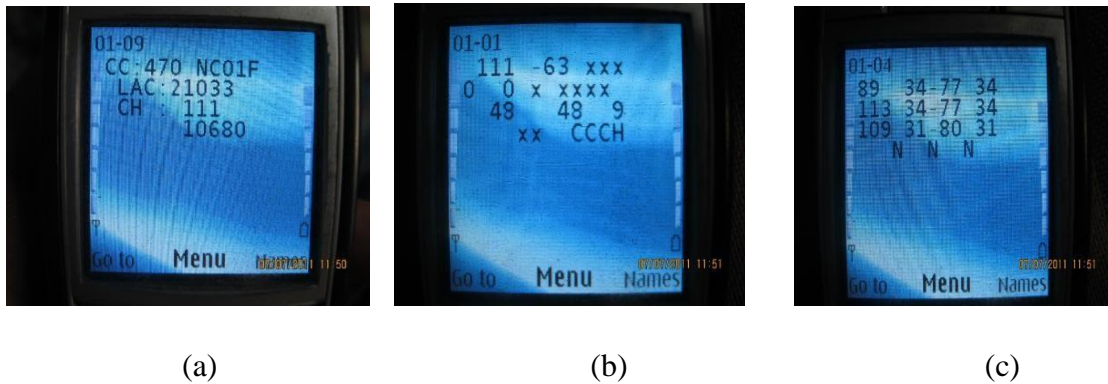 01-09
CC:470 NC01F
LAC:21033
CH : 111
10680
Go to Menu
11 50
01-01
111 -63 xxx
0 0 x xxxx
48 48 9
xx CCCH
07/07/2011 11:51
Go to Menu Names
01-04
89 34-77 34
113 34-77 34
109 31-80 31
N N N
07/07/2011 11:51
Go to Menu Names
(a)
(b)
(c)